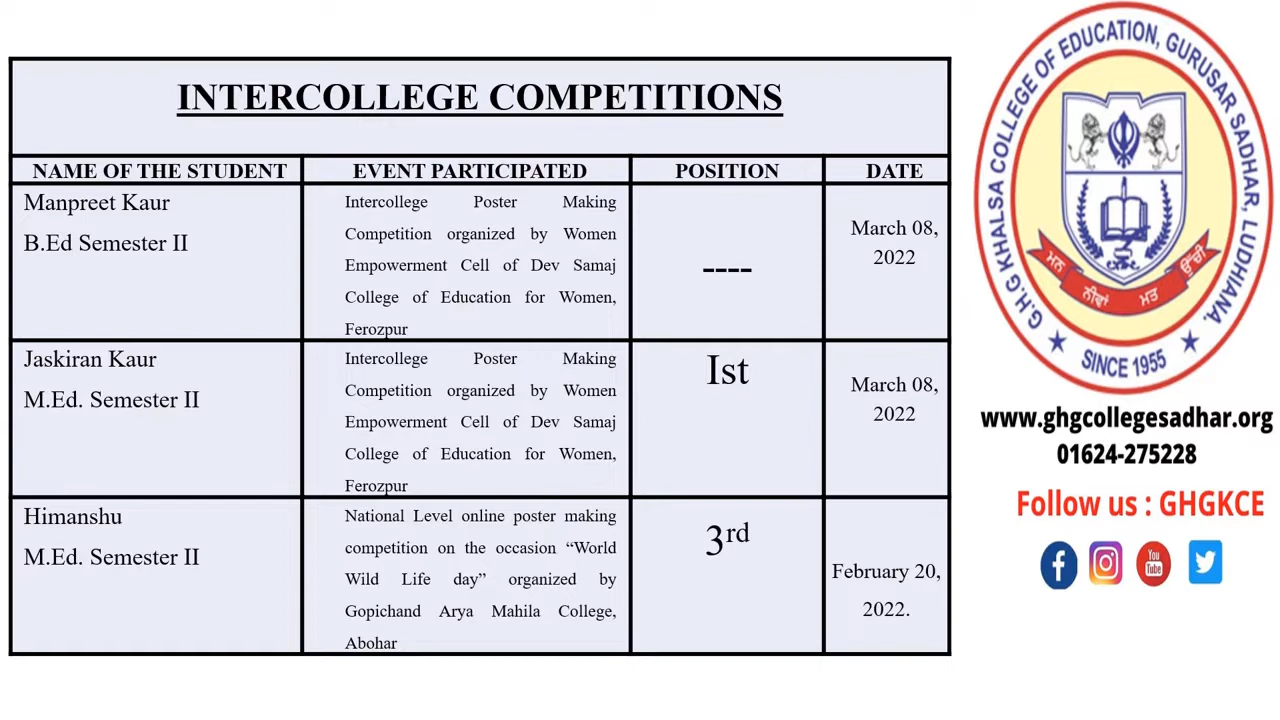 INTERCOLLEGE COMPETITIONS
NAME OF THE STUDENT EVENT PARTICIPATED POSITION DATE
Manpreet Kaur
B.Ed Semester II
Intercollege Poster Making
Competition organized by Women
Empowerment Cell of Dev Samaj
College of Education for Women,
Ferozpur
----
March 08,
2022
Jaskiran Kaur
M.Ed. Semester II
Intercollege Poster Making
Competition organized by Women
Empowerment Cell of Dev Samaj
College of Education for Women,
Ferozpur
Ist
March 08,
2022
Himanshu
M.Ed. Semester II
National Level online poster making
competition on the occasion “World
Wild Life day” organized by
Gopichand Arya Mahila College,
Abohar
3rd
February 20,
2022.
G.H.G KHALSA COLLEGE OF EDUCATION, GURUSAR SADHAR, LUDHIANA.
ਮਨ ਨੀਵਾਂ ਮਤ ਉੱਚੀ
SINCE 1955
www.ghgcollegesadhar.org
01624-275228
Follow us : GHGKCE
You
Tube